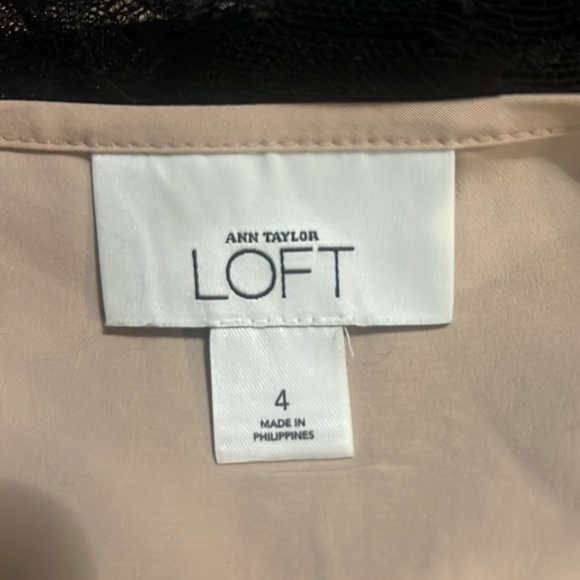 ANN TAYLOR
LOFT
4
MADE IN
PHILIPPINES